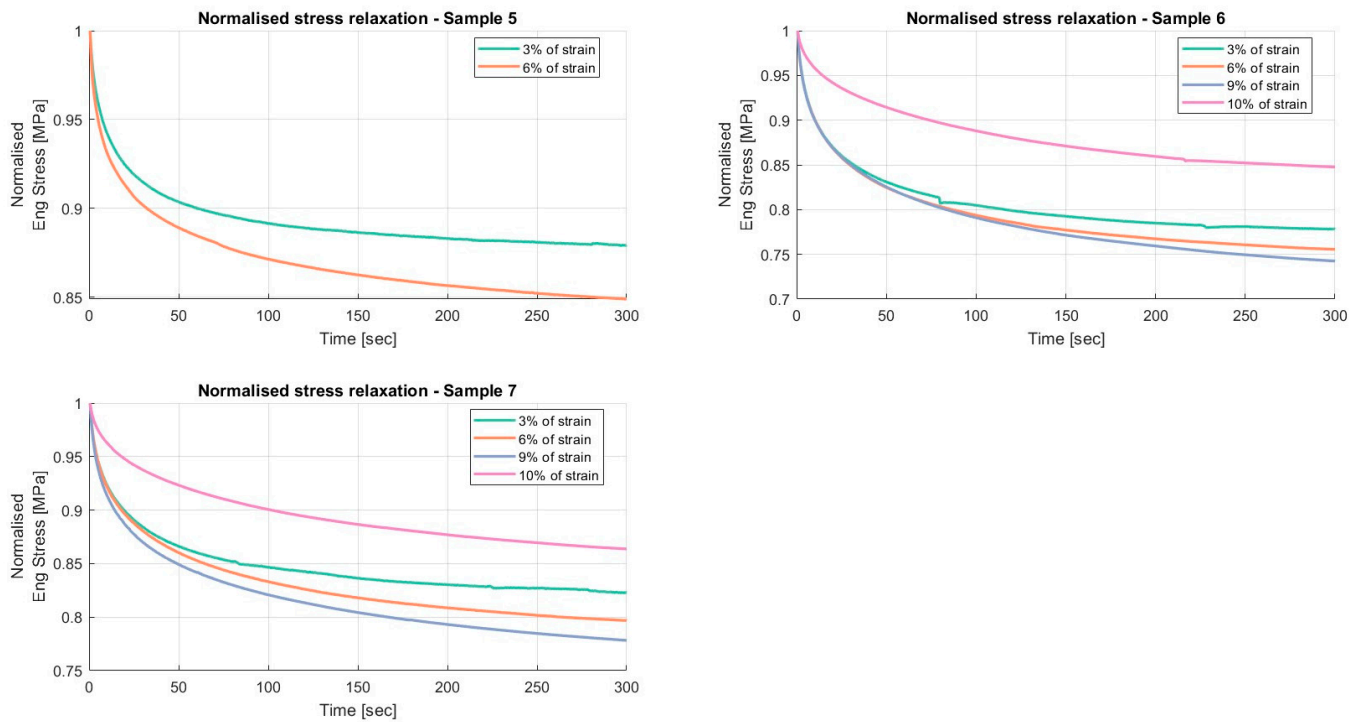 Normalised stress relaxation - Sample 5
1
0.95
0.9
0.85
Normalised
Eng Stress [MPa]
3% of strain
6% of strain
0 50 100 150 200 250 300
Time [sec]
Normalised stress relaxation - Sample 6
1
0.95
0.9
0.85
0.8
0.75
0.7
Normalised
Eng Stress [MPa]
3% of strain
6% of strain
9% of strain
10% of strain
0 50 100 150 200 250 300
Time [sec]
Normalised stress relaxation - Sample 7
1
0.95
0.9
0.85
0.8
0.75
Normalised
Eng Stress [MPa]
3% of strain
6% of strain
9% of strain
10% of strain
0 50 100 150 200 250 300
Time [sec]